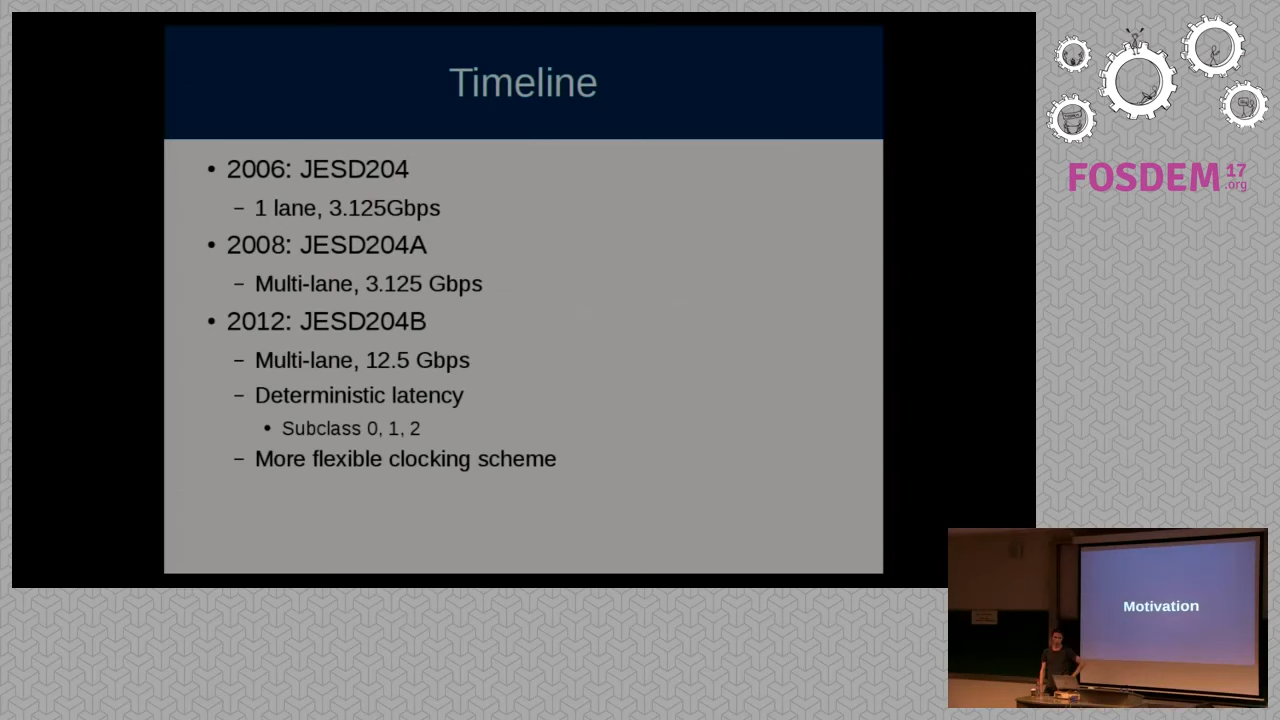 Timeline
• 2006: JESD204
– 1 lane, 3.125Gbps
• 2008: JESD204A
– Multi-lane, 3.125 Gbps
• 2012: JESD204B
– Multi-lane, 12.5 Gbps
– Deterministic latency
• Subclass 0, 1, 2
– More flexible clocking scheme
FOSDEM 17
.org
Motivation